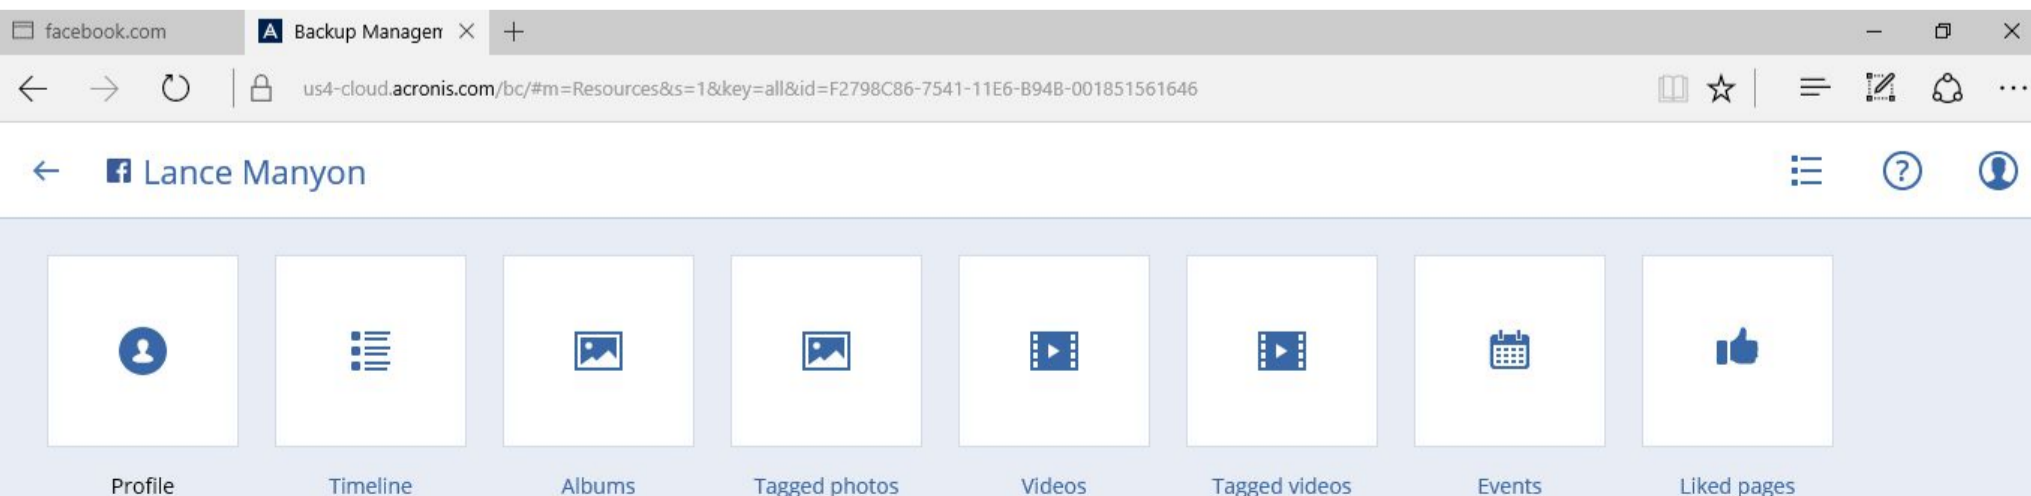 facebook.com
Backup Managem
us4-cloud.acronis.com/bc/#m=Resources&s=1&key=all&id=F2798C86-7541-11E6-B94B-001851561646
Lance Manyon
Profile Timeline Albums Tagged photos Videos Tagged videos Events Liked pages